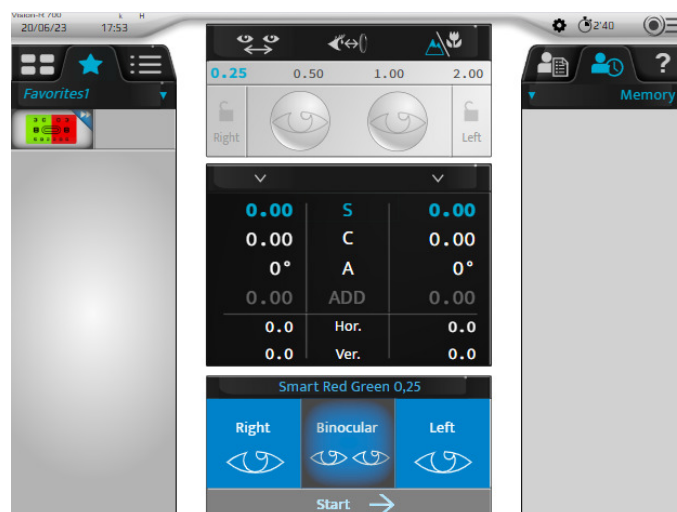 Vision-R 700
20/06/23 17:53
2'40
Favorites1
Memory
0.25 0.50 1.00 2.00
Right Left
0.00 S 0.00
0.00 C 0.00
0° A 0°
0.00 ADD 0.00
0.0 Hor. 0.0
0.0 Ver. 0.0
Smart Red Green 0,25
Right Binocular Left
Start